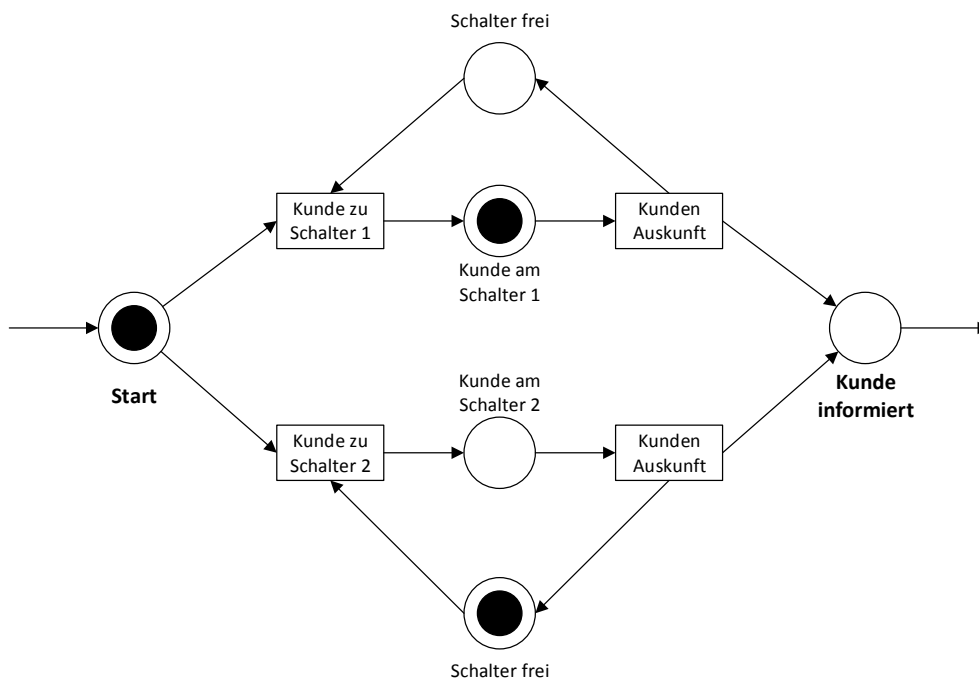 Schalter frei
Kunde zu
Schalter 1
Kunden
Auskunft
Kunde am
Schalter 1
Start
Kunde am
Schalter 2
Kunde
informiert
Kunde zu
Schalter 2
Kunden
Auskunft
Schalter frei